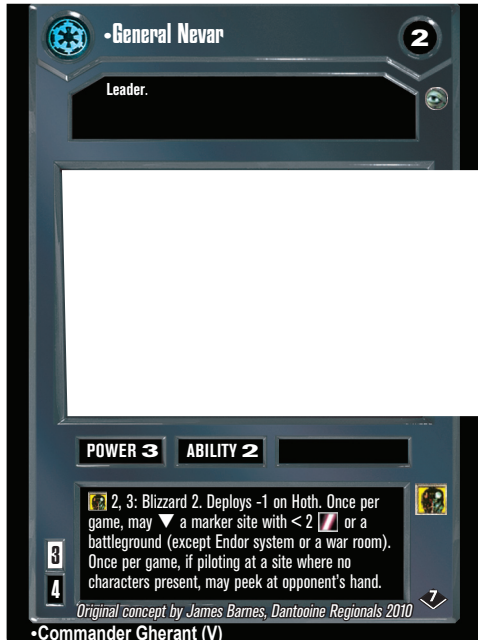 •General Nevar
2
Leader.
POWER 3
ABILITY 2
2, 3: Blizzard 2. Deploys -1 on Hoth. Once per
game, may ▼ a marker site with < 2 or a
battleground (except Endor system or a war room).
Once per game, if piloting at a site where no
characters present, may peek at opponent's hand.
3
4
7
Original concept by James Barnes, Dantooine Regionals 2010
•Commander Gherant (V)